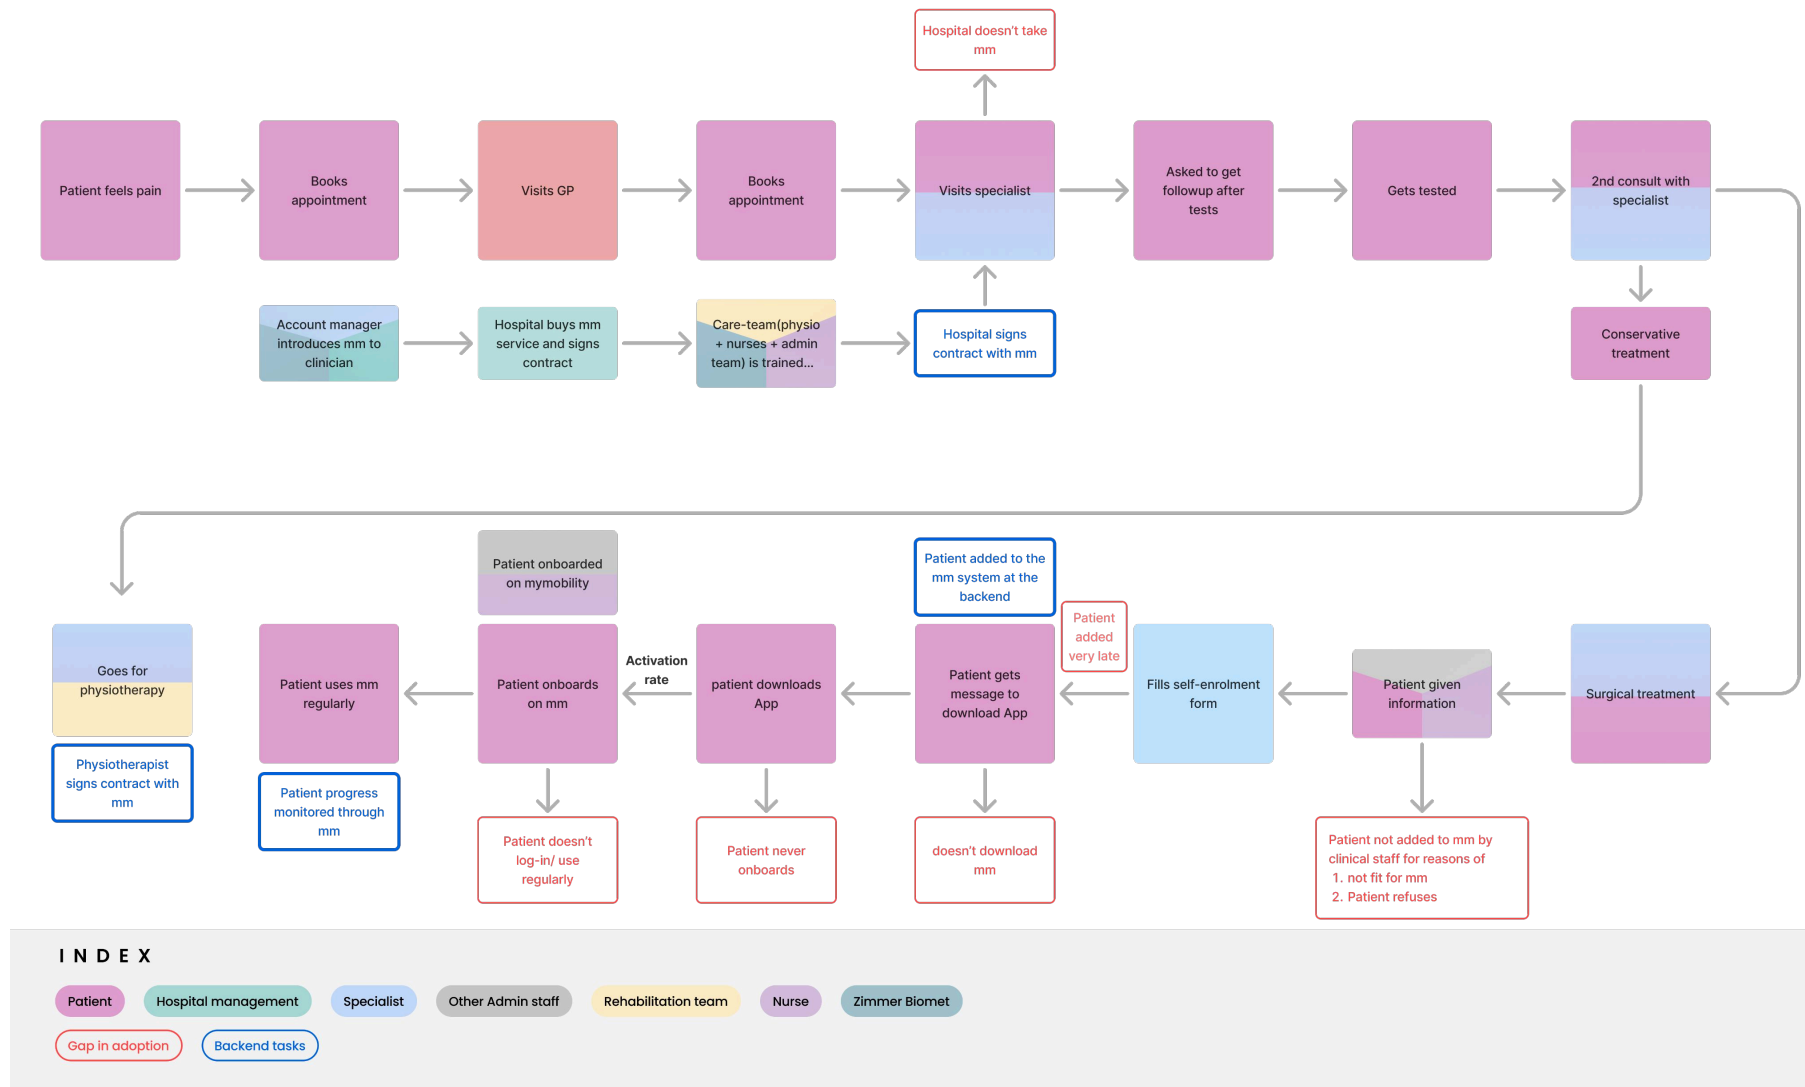 Hospital doesn't take
mm
Patient feels pain
Books
appointment
Visits GP
Books
appointment
Visits specialist
Asked to get
followup after
tests
Gets tested
2nd consult with
specialist
Account manager
introduces mm to
clinician
Hospital buys mm
service and signs
contract
Care-team(physio
+ nurses + admin
team) is trained...
Hospital signs
contract with mm
Conservative
treatment
Patient onboarded
on mymobility
Patient added to the
mm system at the
backend
Patient
added
very late
Goes for
physiotherapy
Patient uses mm
regularly
Patient onboards
on mm
Activation
rate
patient downloads
App
Patient gets
message to
download App
Fills self-enrolment
form
Patient given
information
Surgical treatment
Physiotherapist
signs contract with
mm
Patient progress
monitored through
mm
Patient doesn't
log-in/ use
regularly
Patient never
onboards
doesn't download
mm
Patient not added to mm by
clinical staff for reasons of
1. not fit for mm
2. Patient refuses
INDEX
Patient
Hospital management
Specialist
Other Admin staff
Rehabilitation team
Nurse
Zimmer Biomet
Gap in adoption
Backend tasks